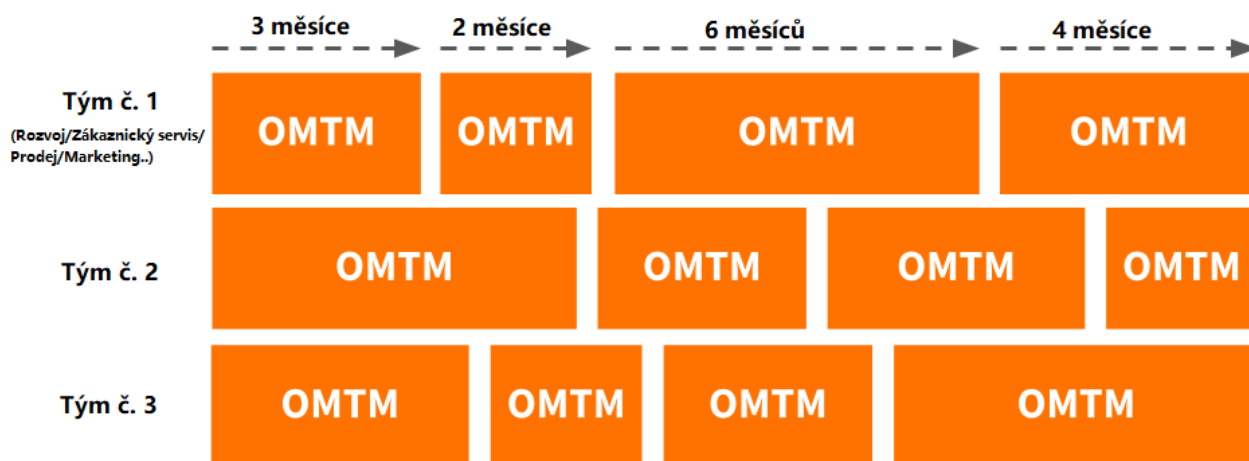 3 měsíce
2 měsíce
6 měsíců
4 měsíce
Tým č. 1
(Rozvoj/Zákaznický servis/
Prodej/Marketing..)
OMTM
OMTM
OMTM
OMTM
Tým č. 2
OMTM
OMTM
OMTM
OMTM
Tým č. 3
OMTM
OMTM
OMTM
OMTM